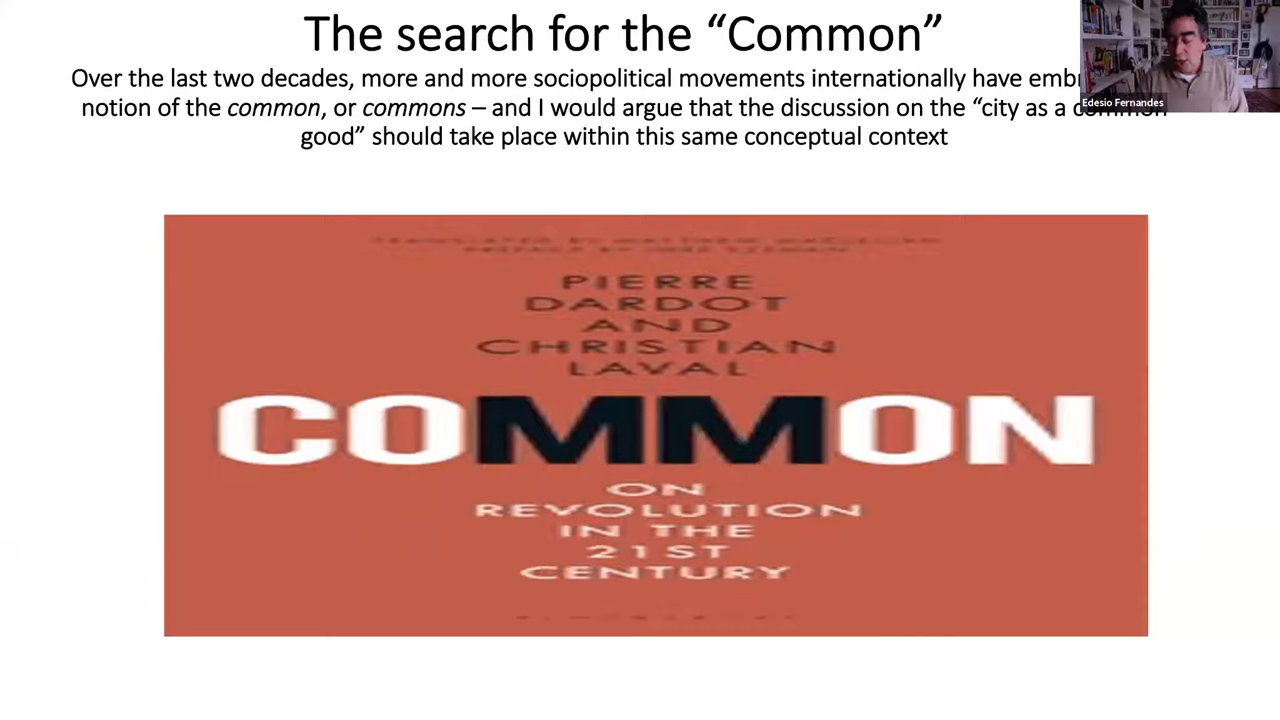 The search for the “Common”
Over the last two decades, more and more sociopolitical movements internationally have
notion of the common, or commons – and I would argue that the discussion on the “city as a common
good” should take place within this same conceptual context
Edesio Fernandes
PIERRE
DARDOT
AND
CHRISTIAN
LAVAL
COMMON
ON
REVOLUTION
IN THE
21ST
CENTURY